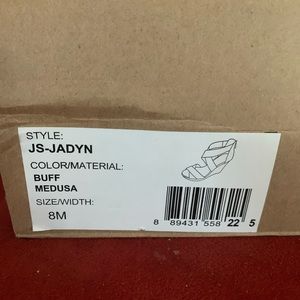 STYLE:
JS-JADYN
COLOR/MATERIAL:
BUFF
MEDUSA
SIZE/WIDTH:
8M
8 89431 558 22 5